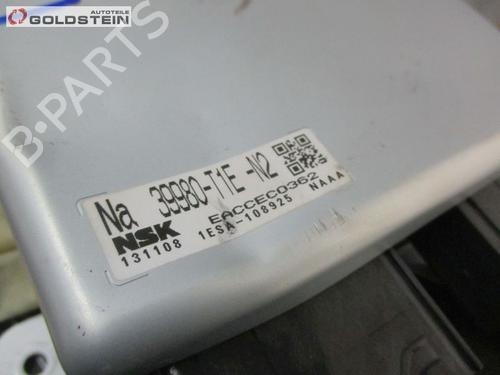 AUTOTEILE
GOLDSTEIN
B-PARTS
Na 39980-T1E -N2
EACCEC0362
NSK 1ESA-108925 NAAA
131108